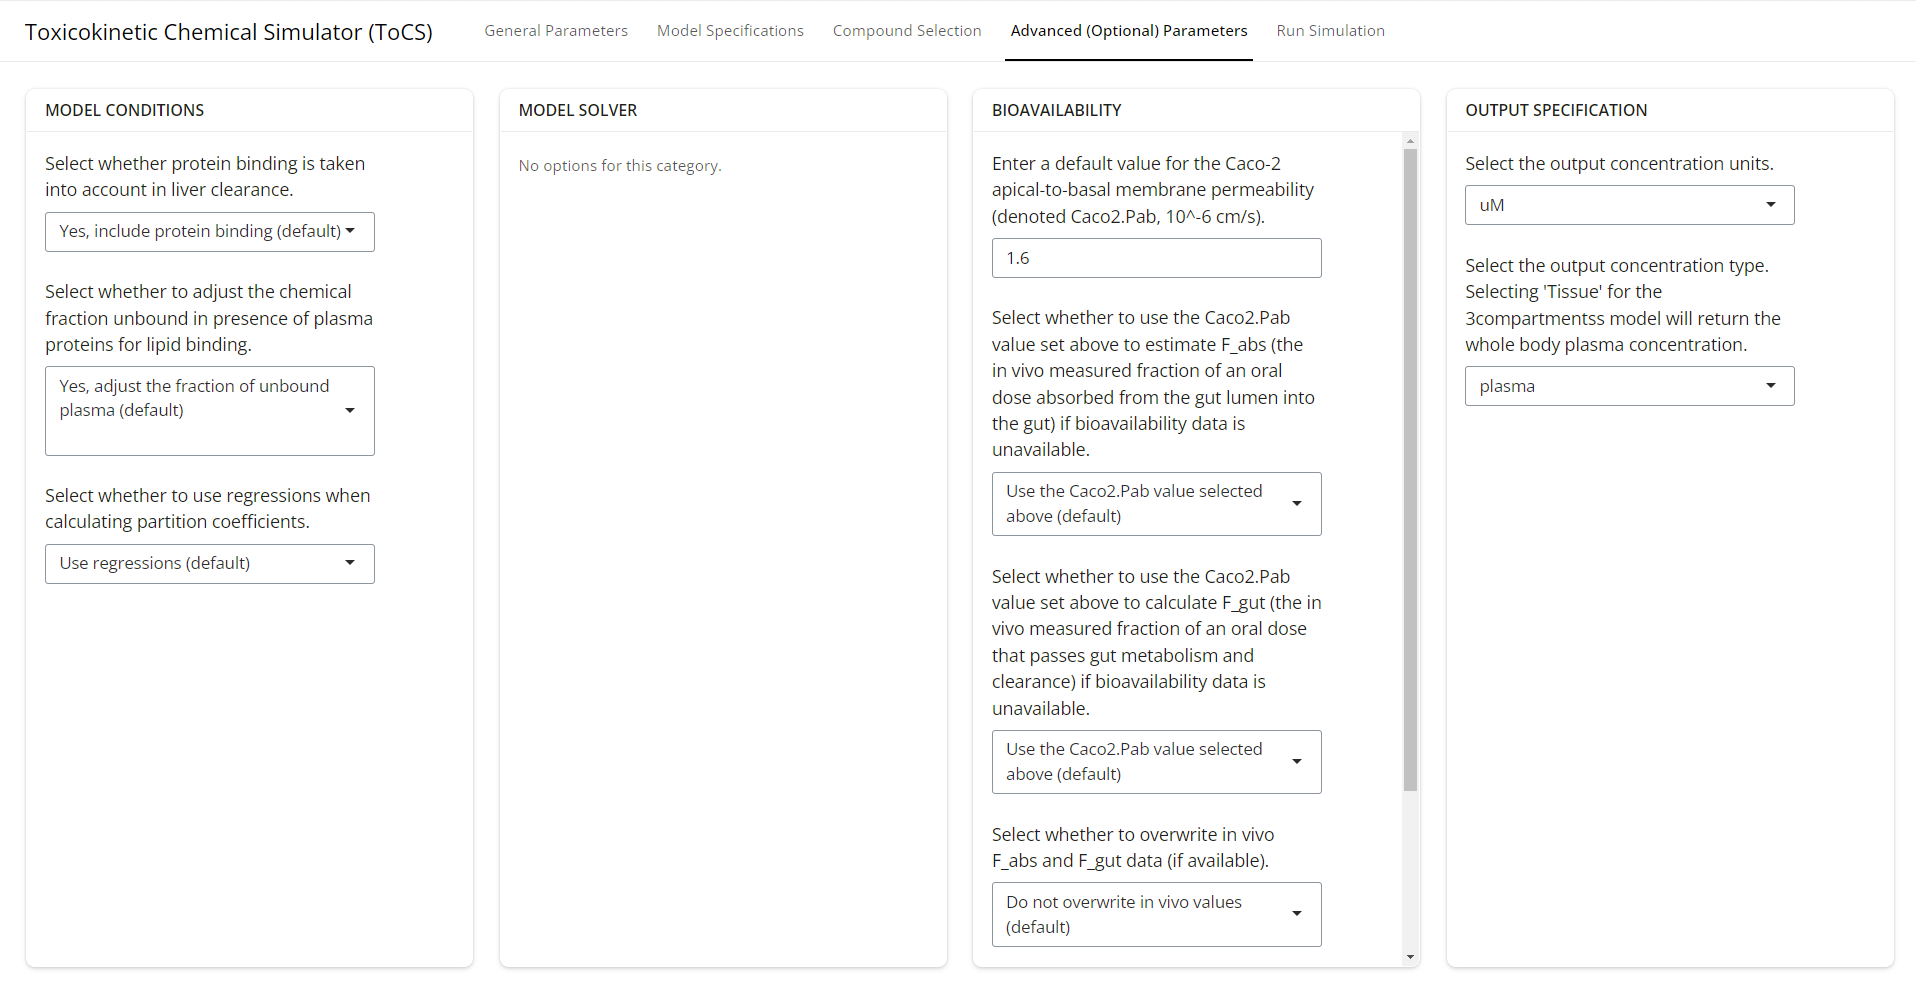 Toxicokinetic Chemical Simulator (ToCS)
General Parameters
Model Specifications
Compound Selection
Advanced (Optional) Parameters
Run Simulation
MODEL CONDITIONS
Select whether protein binding is taken
into account in liver clearance.
Yes, include protein binding (default)
Select whether to adjust the chemical
fraction unbound in presence of plasma
proteins for lipid binding.
Yes, adjust the fraction of unbound
plasma (default)
Select whether to use regressions when
calculating partition coefficients.
Use regressions (default)
MODEL SOLVER
No options for this category.
BIOAVAILABILITY
Enter a default value for the Caco-2
apical-to-basal membrane permeability
(denoted Caco2.Pab, 10^-6 cm/s).
1.6
Select whether to use the Caco2.Pab
value set above to estimate F_abs (the
in vivo measured fraction of an oral
dose absorbed from the gut lumen into
the gut) if bioavailability data is
unavailable.
Use the Caco2.Pab value selected
above (default)
Select whether to use the Caco2.Pab
value set above to calculate F_gut (the in
vivo measured fraction of an oral dose
that passes gut metabolism and
clearance) if bioavailability data is
unavailable.
Use the Caco2.Pab value selected
above (default)
Select whether to overwrite in vivo
F_abs and F_gut data (if available).
Do not overwrite in vivo values
(default)
OUTPUT SPECIFICATION
Select the output concentration units.
uM
Select the output concentration type.
Selecting 'Tissue' for the
3compartmentss model will return the
whole body plasma concentration.
plasma